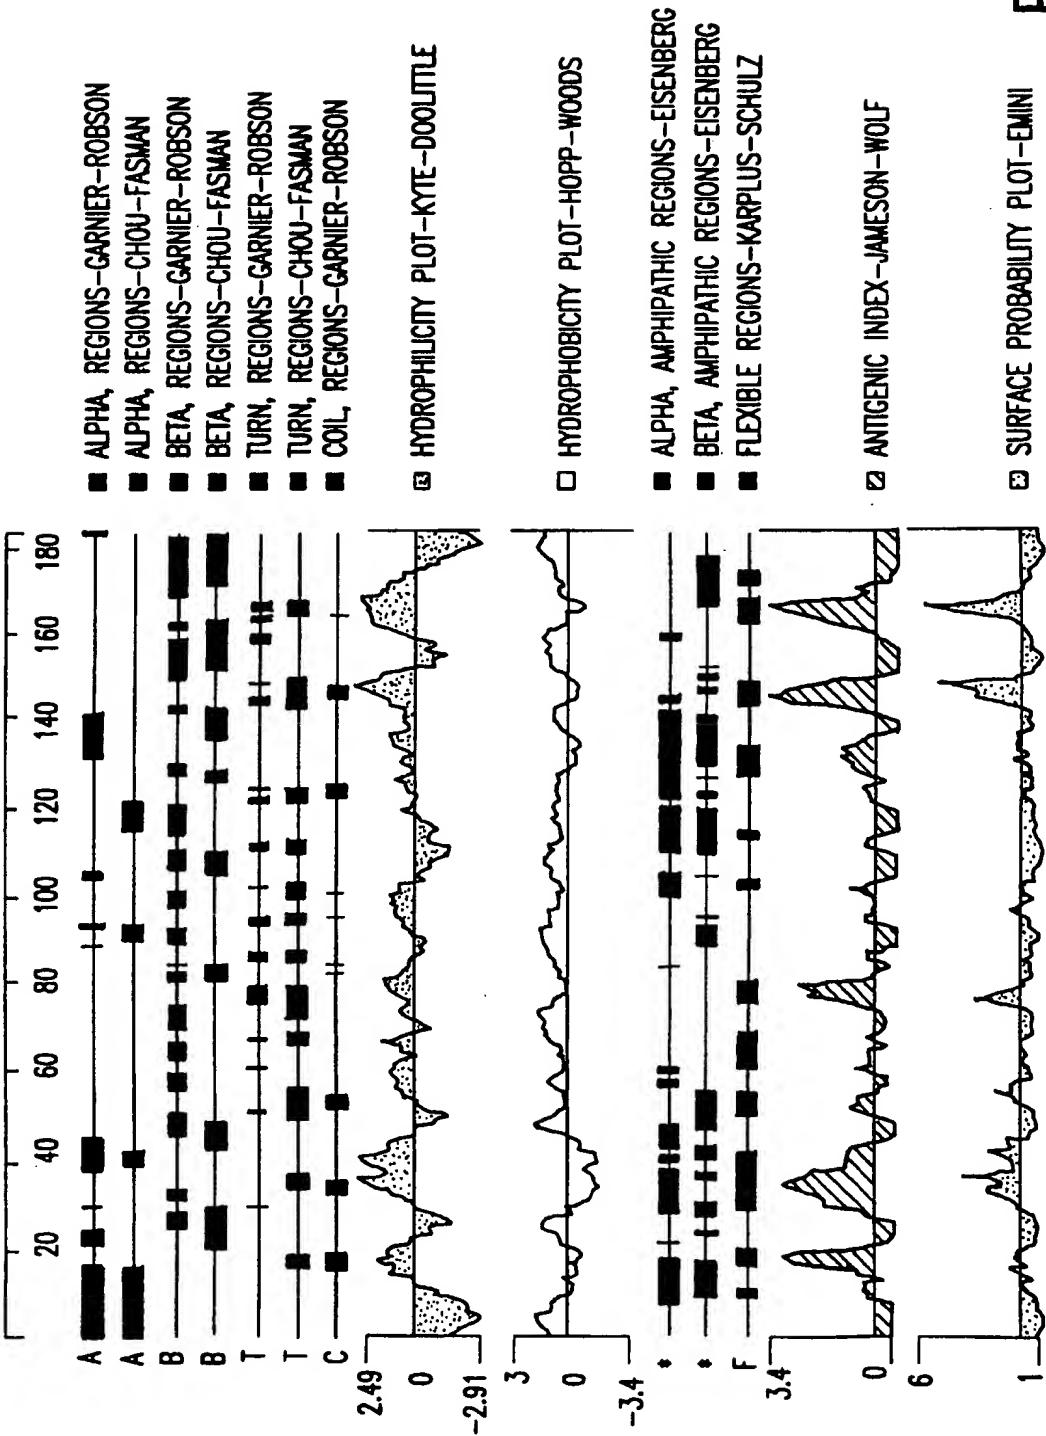 20 40 60 80 100 120 140 160 180
A ALPHA, REGIONS-GARNIER-ROBSON
A ALPHA, REGIONS-CHOU-FASMAN
B BETA, REGIONS-GARNIER-ROBSON
B BETA, REGIONS-CHOU-FASMAN
T TURN, REGIONS-GARNIER-ROBSON
T TURN, REGIONS-CHOU-FASMAN
C COIL, REGIONS-GARNIER-ROBSON
2.49
0 HYDROPHILICITY PLOT-KYTE-DOOLITTLE
-2.91
3
0 HYDROPHOBICITY PLOT-HOPP-WOODS
-3.4
* ALPHA, AMPHIPATHIC REGIONS-EISENBERG
* BETA, AMPHIPATHIC REGIONS-EISENBERG
F FLEXIBLE REGIONS-KARPLUS-SCHULZ
3.4
0 ANTIGENIC INDEX-JAMESON-WOLF
6
1 SURFACE PROBABILITY PLOT-EMINI